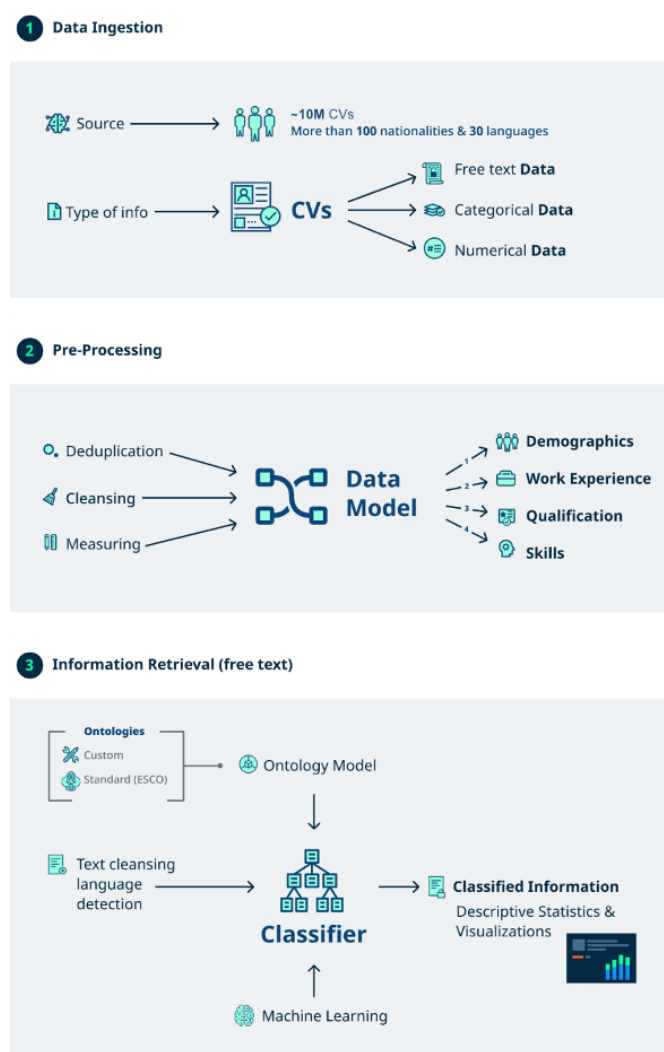 1 Data Ingestion
Source
~10M CVs
More than 100 nationalities & 30 languages
Type of info
CVs
Free text Data
Categorical Data
Numerical Data
2 Pre-Processing
Deduplication
Cleansing
Measuring
Data
Model
1 Demographics
2 Work Experience
3 Qualification
4 Skills
3 Information Retrieval (free text)
Ontologies
Custom
Standard (ESCO)
Ontology Model
Text cleansing
language
detection
Classifier
Classified Information
Descriptive Statistics &
Visualizations
Machine Learning